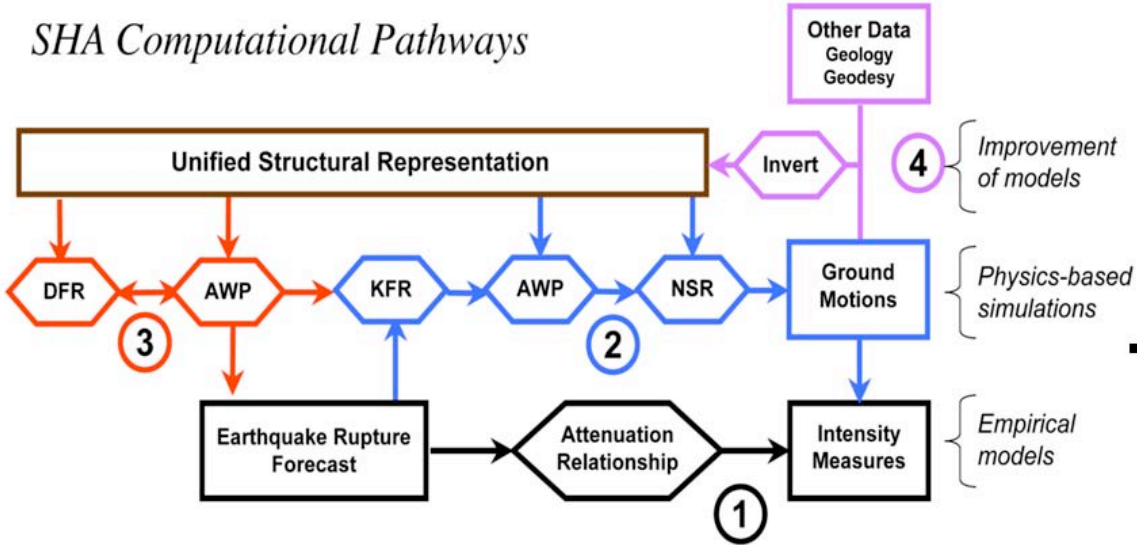 SHA Computational Pathways
Other Data
Geology
Geodesy
Unified Structural Representation
Invert
4
Improvement
of models
DFR
AWP
KFR
AWP
NSR
Ground
Motions
Physics-based
simulations
3
2
Earthquake Rupture
Forecast
Attenuation
Relationship
Intensity
Measures
Empirical
models
1